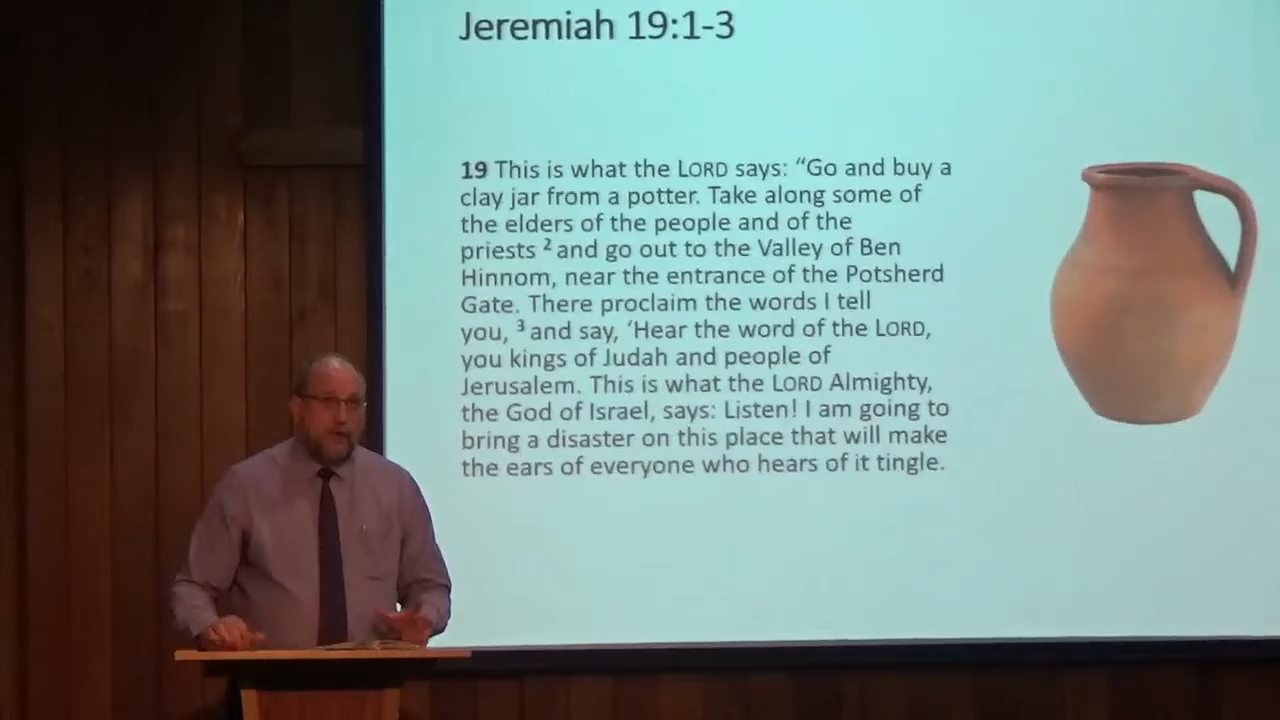 Jeremiah 19:1-3
19 This is what the LORD says: “Go and buy a
clay jar from a potter. Take along some of
the elders of the people and of the
priests ² and go out to the Valley of Ben
Hinnom, near the entrance of the Potsherd
Gate. There proclaim the words I tell
you, ³ and say, ‘Hear the word of the LORD,
you kings of Judah and people of
Jerusalem. This is what the LORD Almighty,
the God of Israel, says: Listen! I am going to
bring a disaster on this place that will make
the ears of everyone who hears of it tingle.